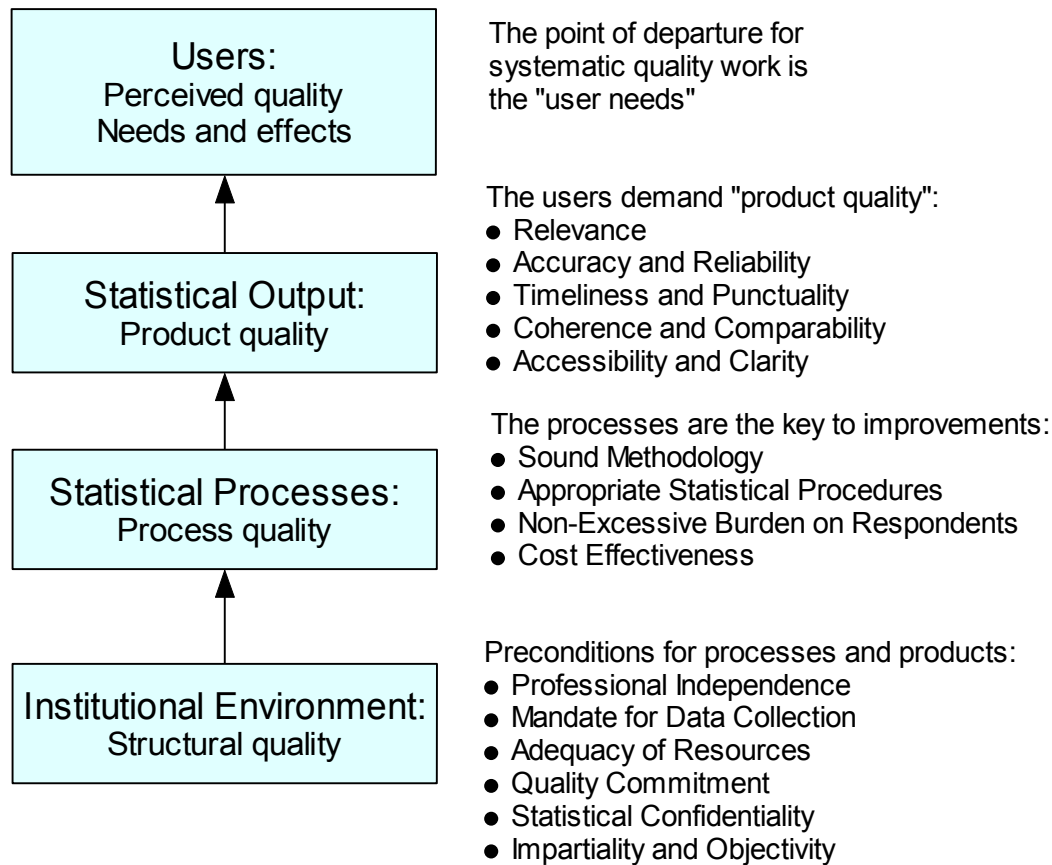 Users:
Perceived quality
Needs and effects
The point of departure for
systematic quality work is
the "user needs"
Statistical Output:
Product quality
The users demand "product quality":
● Relevance
● Accuracy and Reliability
● Timeliness and Punctuality
● Coherence and Comparability
● Accessibility and Clarity
Statistical Processes:
Process quality
The processes are the key to improvements:
● Sound Methodology
● Appropriate Statistical Procedures
● Non-Excessive Burden on Respondents
● Cost Effectiveness
Institutional Environment:
Structural quality
Preconditions for processes and products:
● Professional Independence
● Mandate for Data Collection
● Adequacy of Resources
● Quality Commitment
● Statistical Confidentiality
● Impartiality and Objectivity